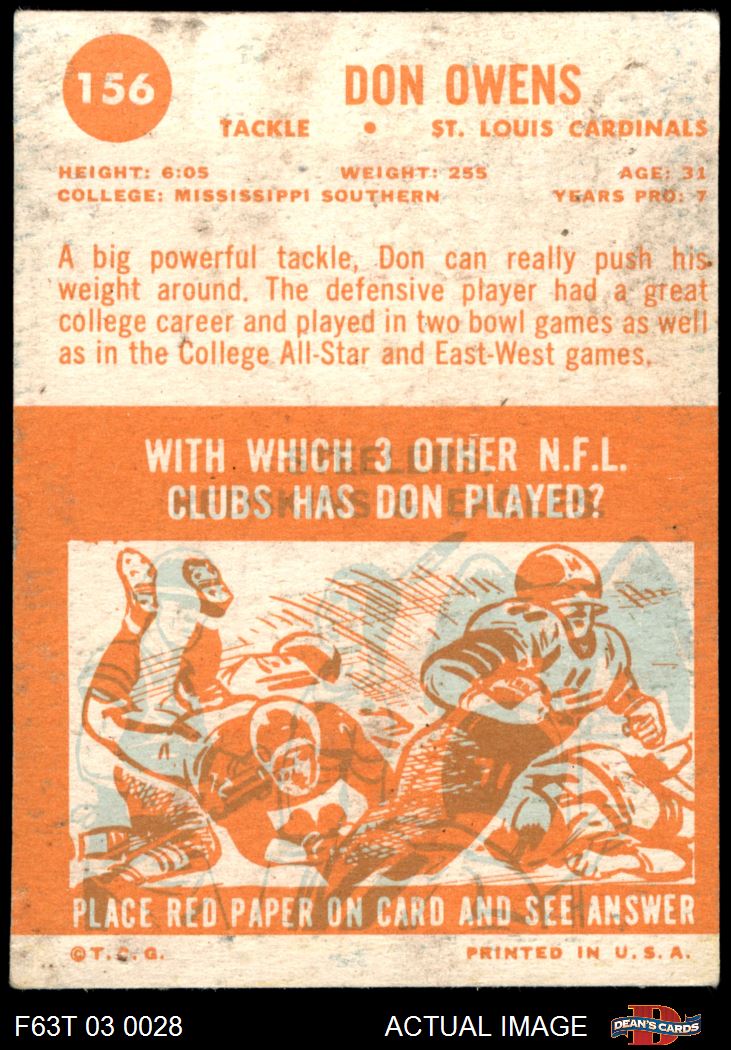 156
DON OWENS
TACKLE • ST. LOUIS CARDINALS
HEIGHT: 6:05 WEIGHT: 255 AGE: 31
COLLEGE: MISSISSIPPI SOUTHERN YEARS PRO: 7
A big powerful tackle, Don can really push his
weight around. The defensive player had a great
college career and played in two bowl games as well
as in the College All-Star and East-West games.
WITH WHICH 3 OTHER N.F.L.
CLUBS HAS DON PLAYED?
STEELERS,
PLACE RED PAPER ON CARD AND SEE ANSWER
©T.C.G. PRINTED IN U.S.A.
F63T 03 0028 ACTUAL IMAGE
D
DEAN'S CARDS